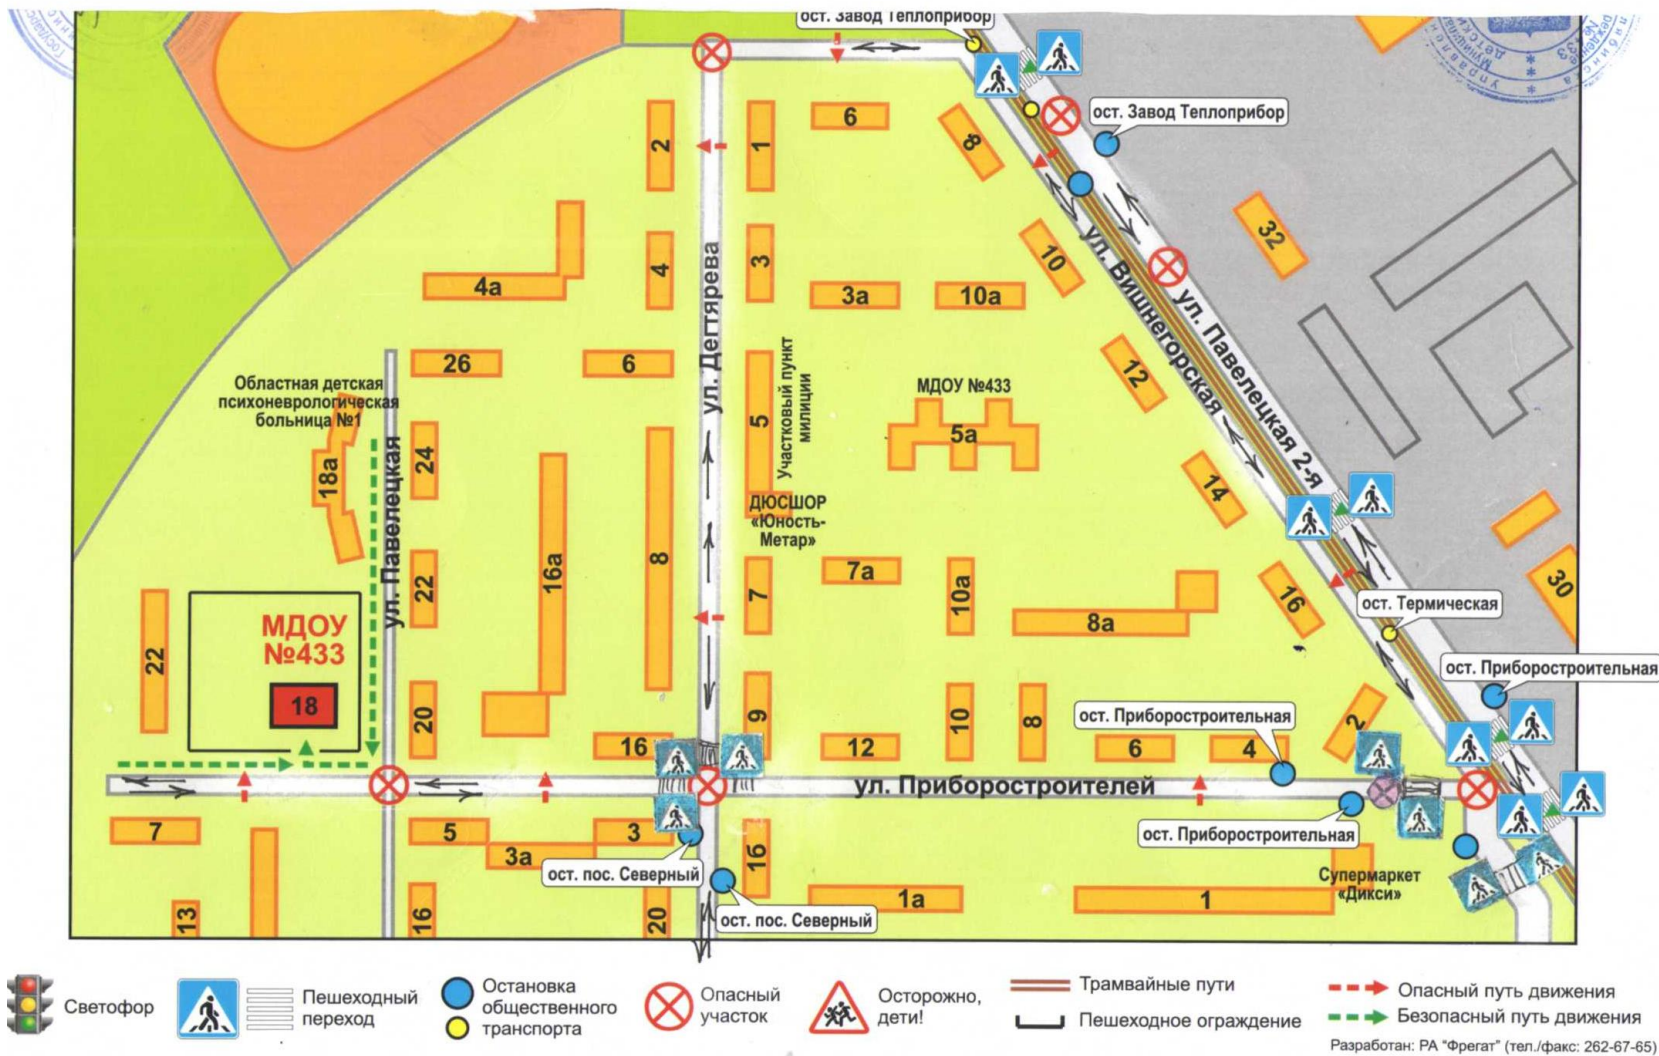 ост. Завод Теплоприбор
ост. Завод Теплоприбор
2
1
6
8
4
3
4а
3а
10а
10
32
ул. Дегтярева
ул. Вишнегорская
ул. Павелецкая 2-я
26
6
5
Участковый пункт
милиции
МДОУ №433
5а
12
Областная детская
психоневрологическая
больница №1
18а
ул. Павелецкая
24
14
ДЮСШОР
«Юность-
Метар»
22
16а
8
7
7а
10а
8а
16
30
ост. Термическая
22
МДОУ
№433
18
20
16
9
12
10
8
6
4
2
ост. Приборостроительная
ост. Приборостроительная
ул. Приборостроителей
ост. Приборостроительная
7
5
3а
3
1б
ост. пос. Северный
ост. пос. Северный
Супермаркет
«Дикси»
13
16
20
1а
1
Светофор
Пешеходный
переход
Остановка
общественного
транспорта
Опасный
участок
Осторожно,
дети!
Трамвайные пути
Пешеходное ограждение
Опасный путь движения
Безопасный путь движения
Разработан: РА "Фрегат" (тел./факс: 262-67-65)